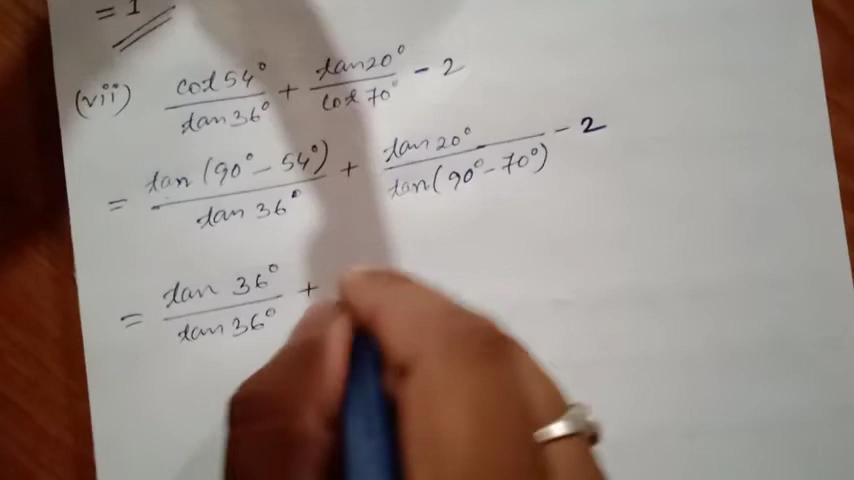 = 1
(vii) cot 54° / tan 36° + tan 20° / cot 70° - 2
= tan (90° - 54°) / tan 36° + tan 20° / tan (90° - 70°) - 2
= tan 36° / tan 36° +